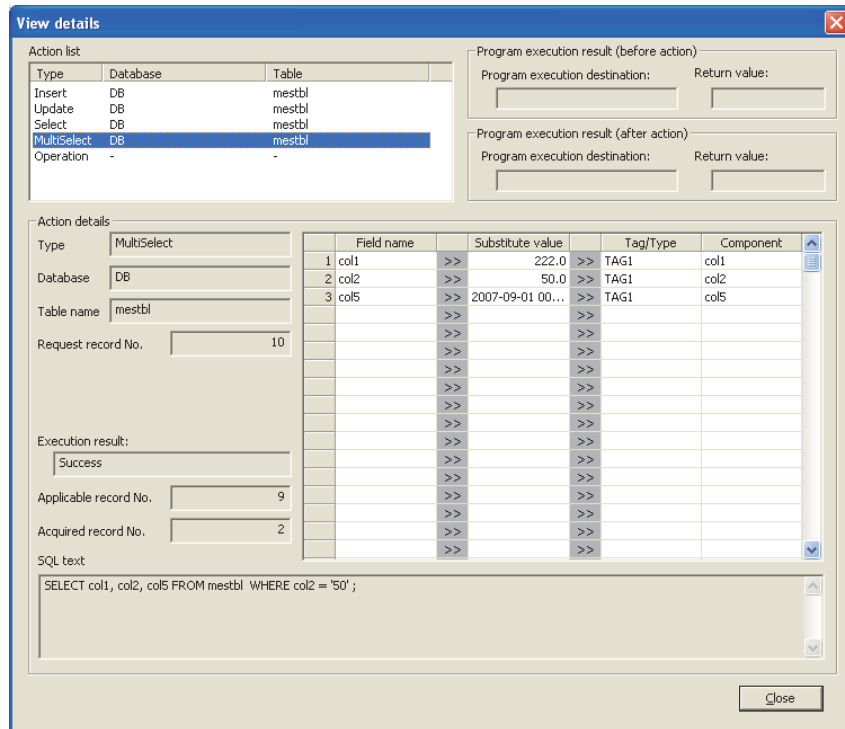 View details
Action list
Type Database Table
Insert DB mestbl
Update DB mestbl
Select DB mestbl
MultiSelect DB mestbl
Operation - -
Program execution result (before action)
Program execution destination: Return value:
Program execution result (after action)
Program execution destination: Return value:
Action details
Type MultiSelect
Database DB
Table name mestbl
Request record No. 10
Execution result:
Success
Applicable record No. 9
Acquired record No. 2
Field name Substitute value Tag/Type Component
1 col1 >> 222.0 >> TAG1 col1
2 col2 >> 50.0 >> TAG1 col2
3 col5 >> 2007-09-01 00... >> TAG1 col5
>> >>
>> >>
>> >>
>> >>
>> >>
>> >>
>> >>
>> >>
>> >>
>> >>
>> >>
>> >>
>> >>
>> >>
SQL text
SELECT col1, col2, col5 FROM mestbl WHERE col2 = '50' ;
Close